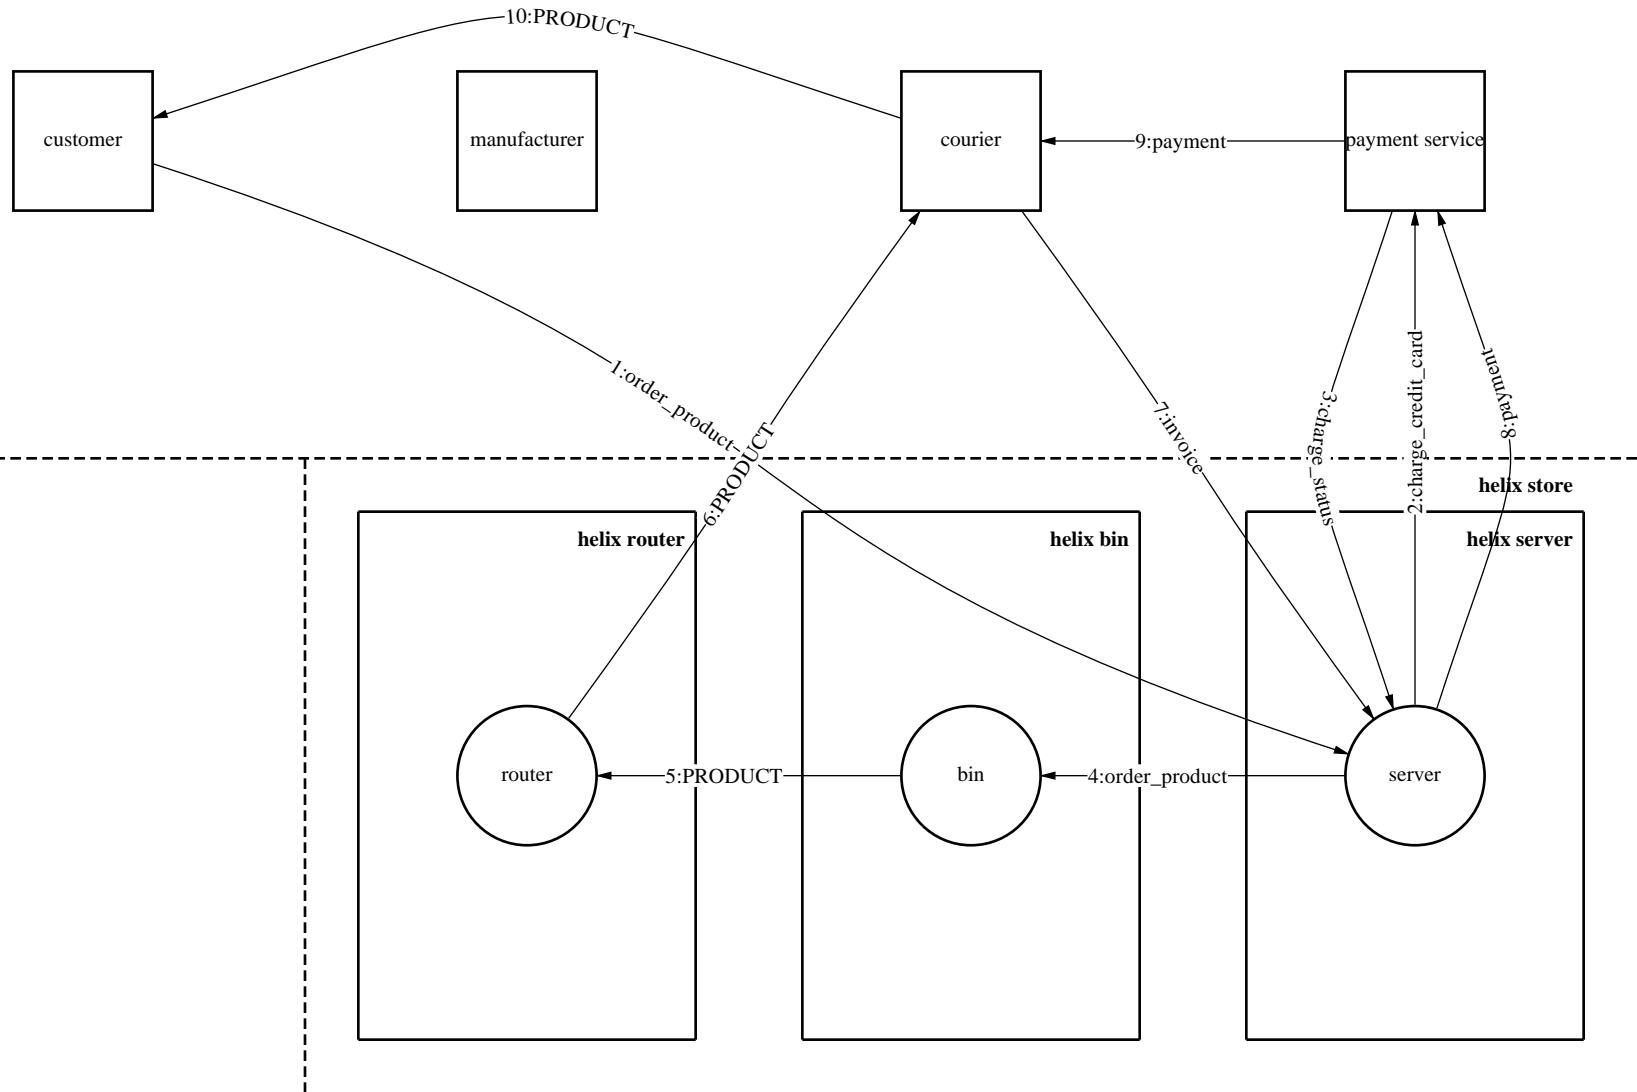 10:PRODUCT
customer
manufacturer
courier
9:payment
payment service
1:order_product
6:PRODUCT
7:invoice
3:charge_status
2:charge_credit_card
8:payment
helix store
helix router
helix bin
helix server
router
5:PRODUCT
bin
4:order_product
server